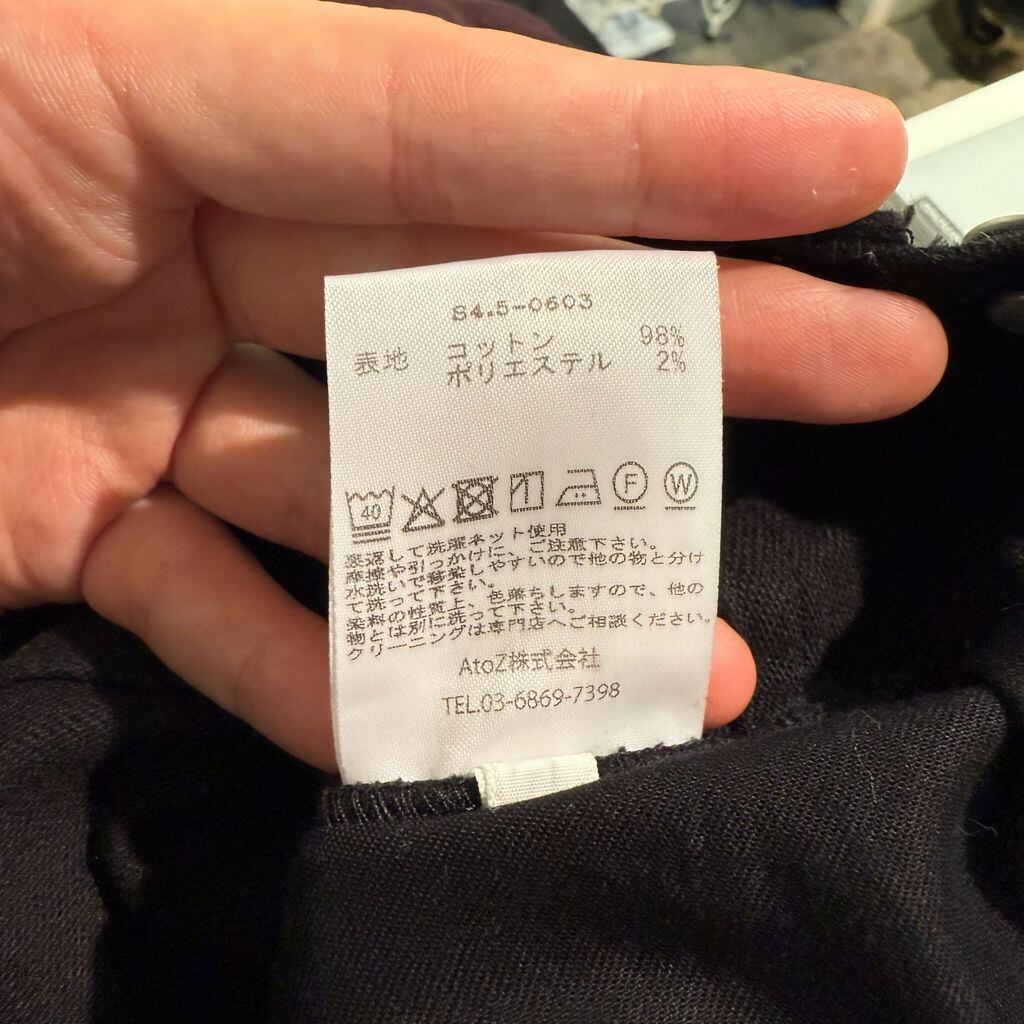 S4.5-0603
表地 コットン 98%
ポリエステル 2%
40
F
W
裏返して洗濯ネット使用
摩擦や引っかけに、ご注意下さい。
水洗いで移染しやすいので他の物と分け
て洗って下さい。
染料の性質上、色落ちしますので、他の
物とは別に洗って下さい。
クリーニングは専門店へご相談ください。
AtoZ株式会社
TEL.03-6869-7398